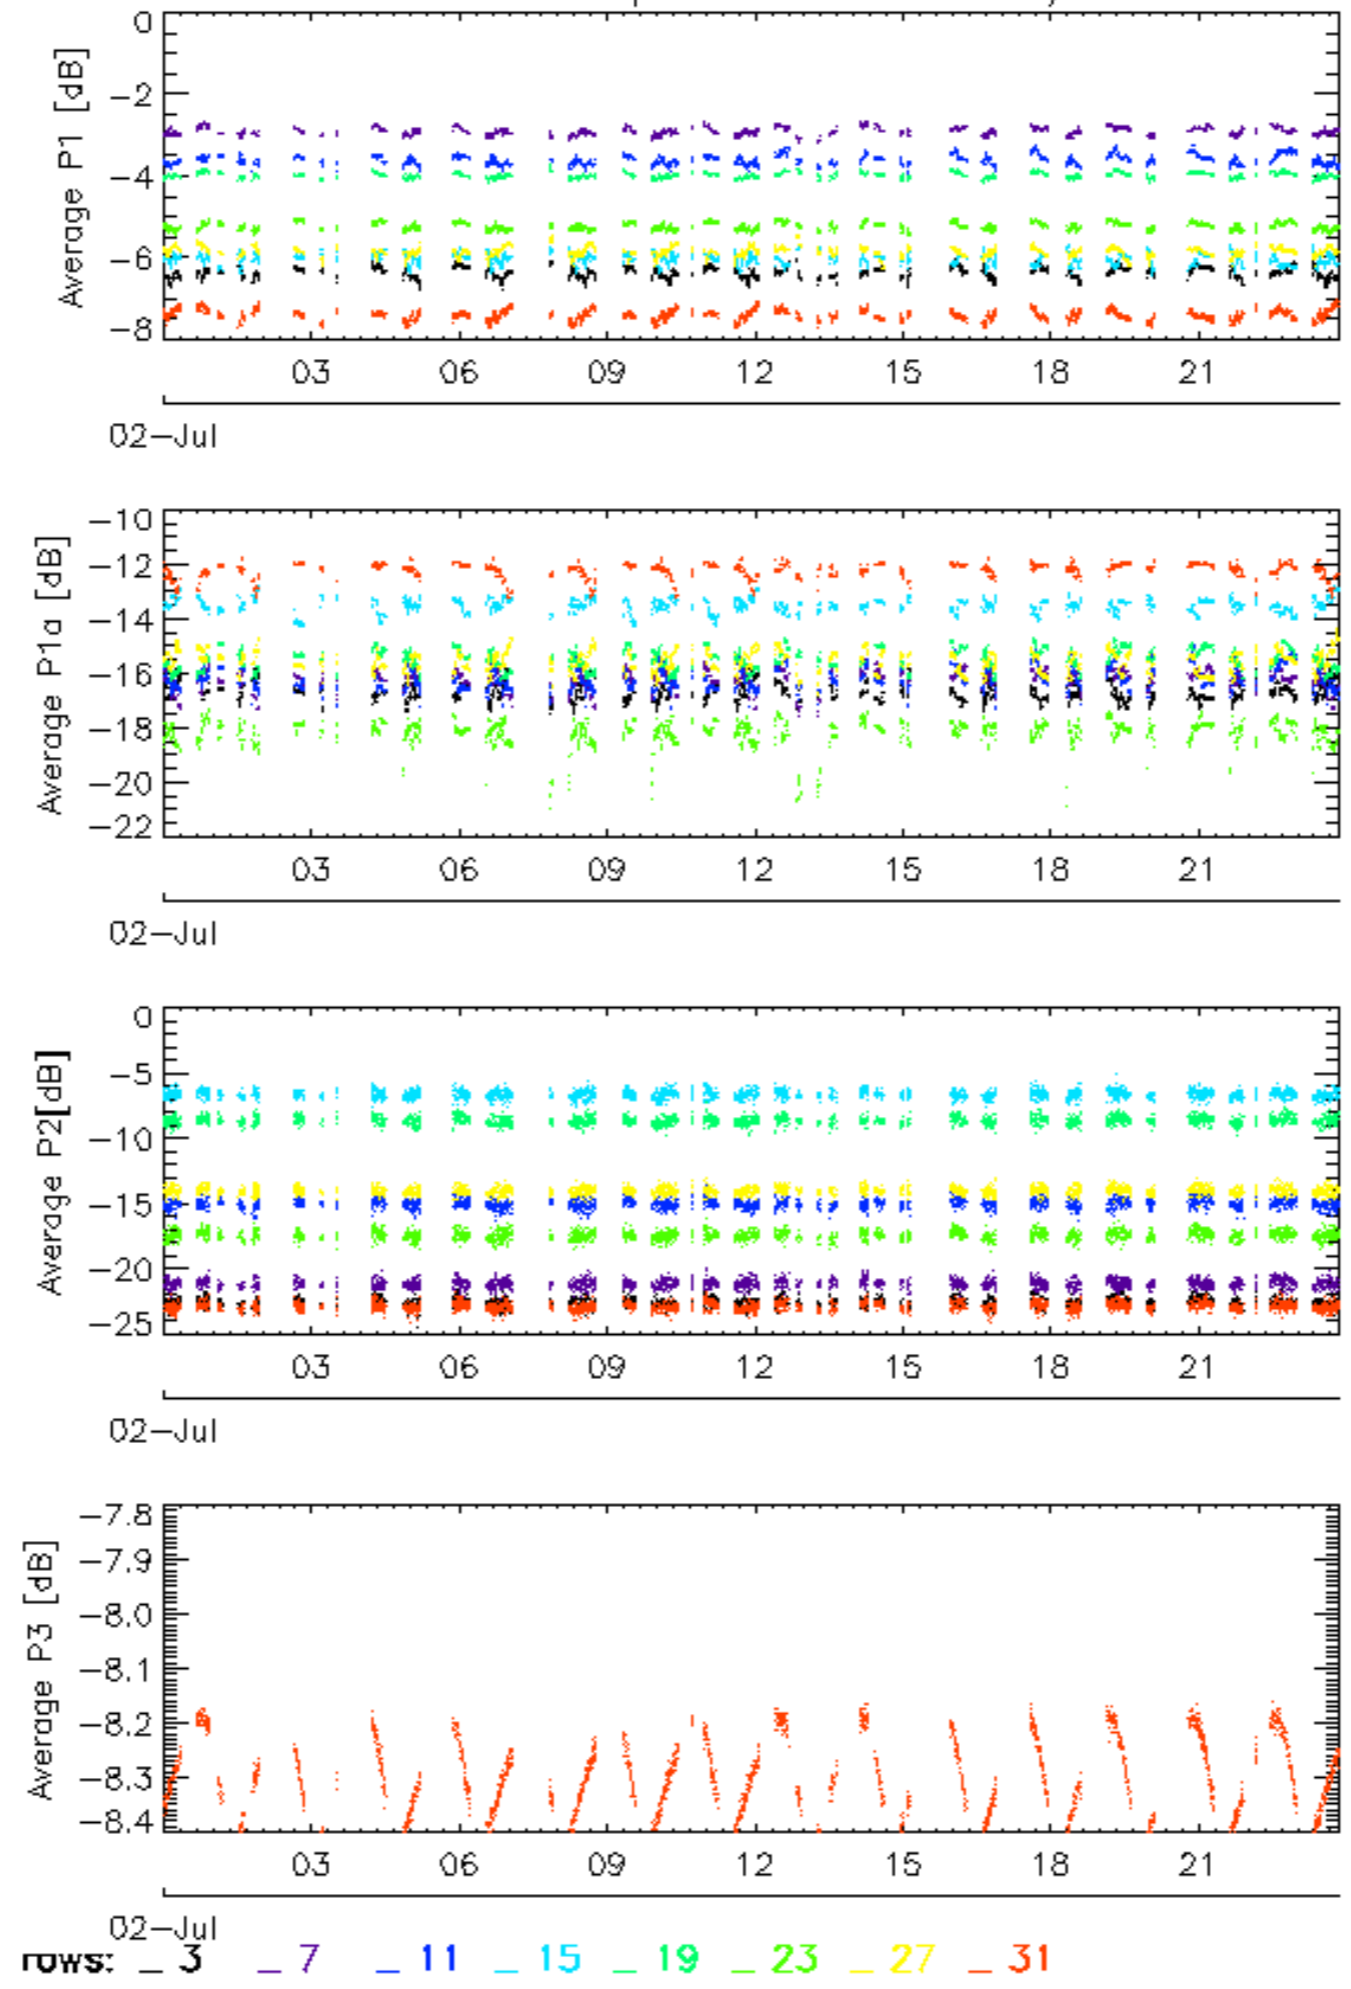 Average P1 [dB]
0
−2
−4
−6
−8
03 06 09 12 15 18 21
02−Jul
Average P1a [dB]
−10
−12
−14
−16
−18
−20
−22
03 06 09 12 15 18 21
02−Jul
Average P2[dB]
0
−5
−10
−15
−20
−25
03 06 09 12 15 18 21
02−Jul
Average P3 [dB]
−7.8
−7.9
−8.0
−8.1
−8.2
−8.3
−8.4
03 06 09 12 15 18 21
02−Jul
rows: _ 3 _ 7 _ 11 _ 15 _ 19 _ 23 _ 27 _ 31